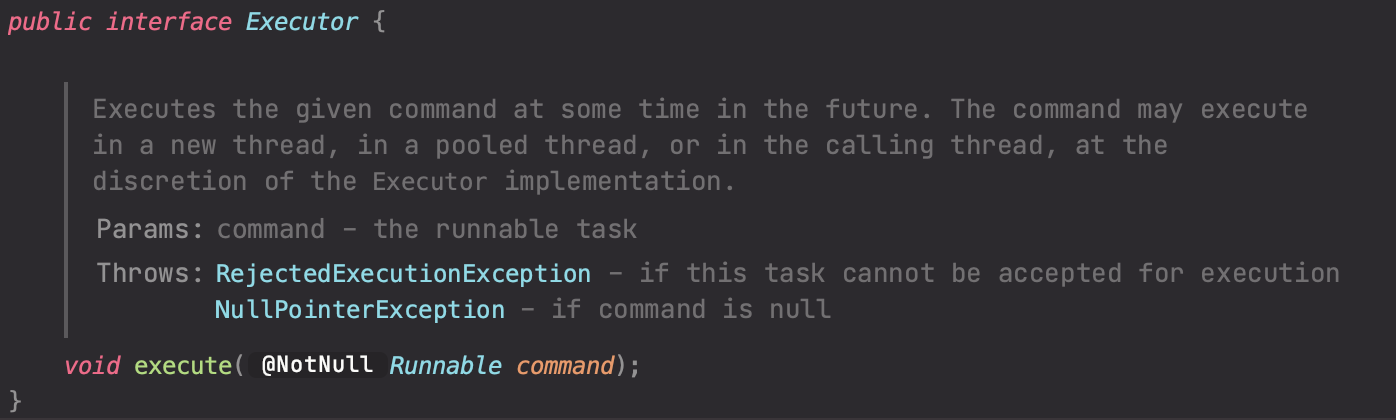 public interface Executor {
Executes the given command at some time in the future. The command may execute
in a new thread, in a pooled thread, or in the calling thread, at the
discretion of the Executor implementation.
Params: command – the runnable task
Throws: RejectedExecutionException – if this task cannot be accepted for execution
NullPointerException – if command is null
void execute( @NotNull Runnable command);
}